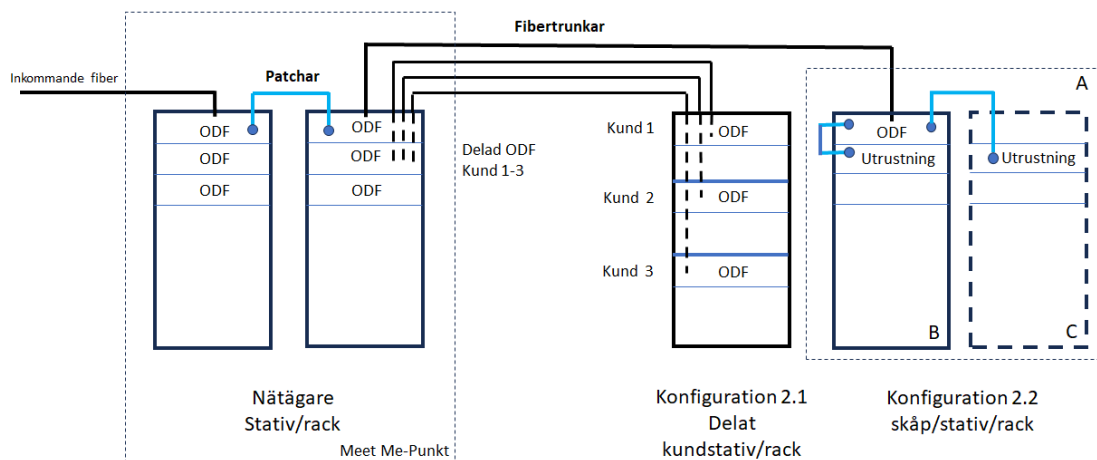 Fibertrunkar
Inkommande fiber
Patchar
A
ODF
ODF
ODF
ODF
ODF
ODF
Delad ODF
Kund 1-3
Kund 1
ODF
Kund 2
ODF
Kund 3
ODF
ODF
Utrustning
B
Utrustning
C
Nätägare
Stativ/rack
Meet Me-Punkt
Konfiguration 2.1
Delat
kundstativ/rack
Konfiguration 2.2
skåp/stativ/rack